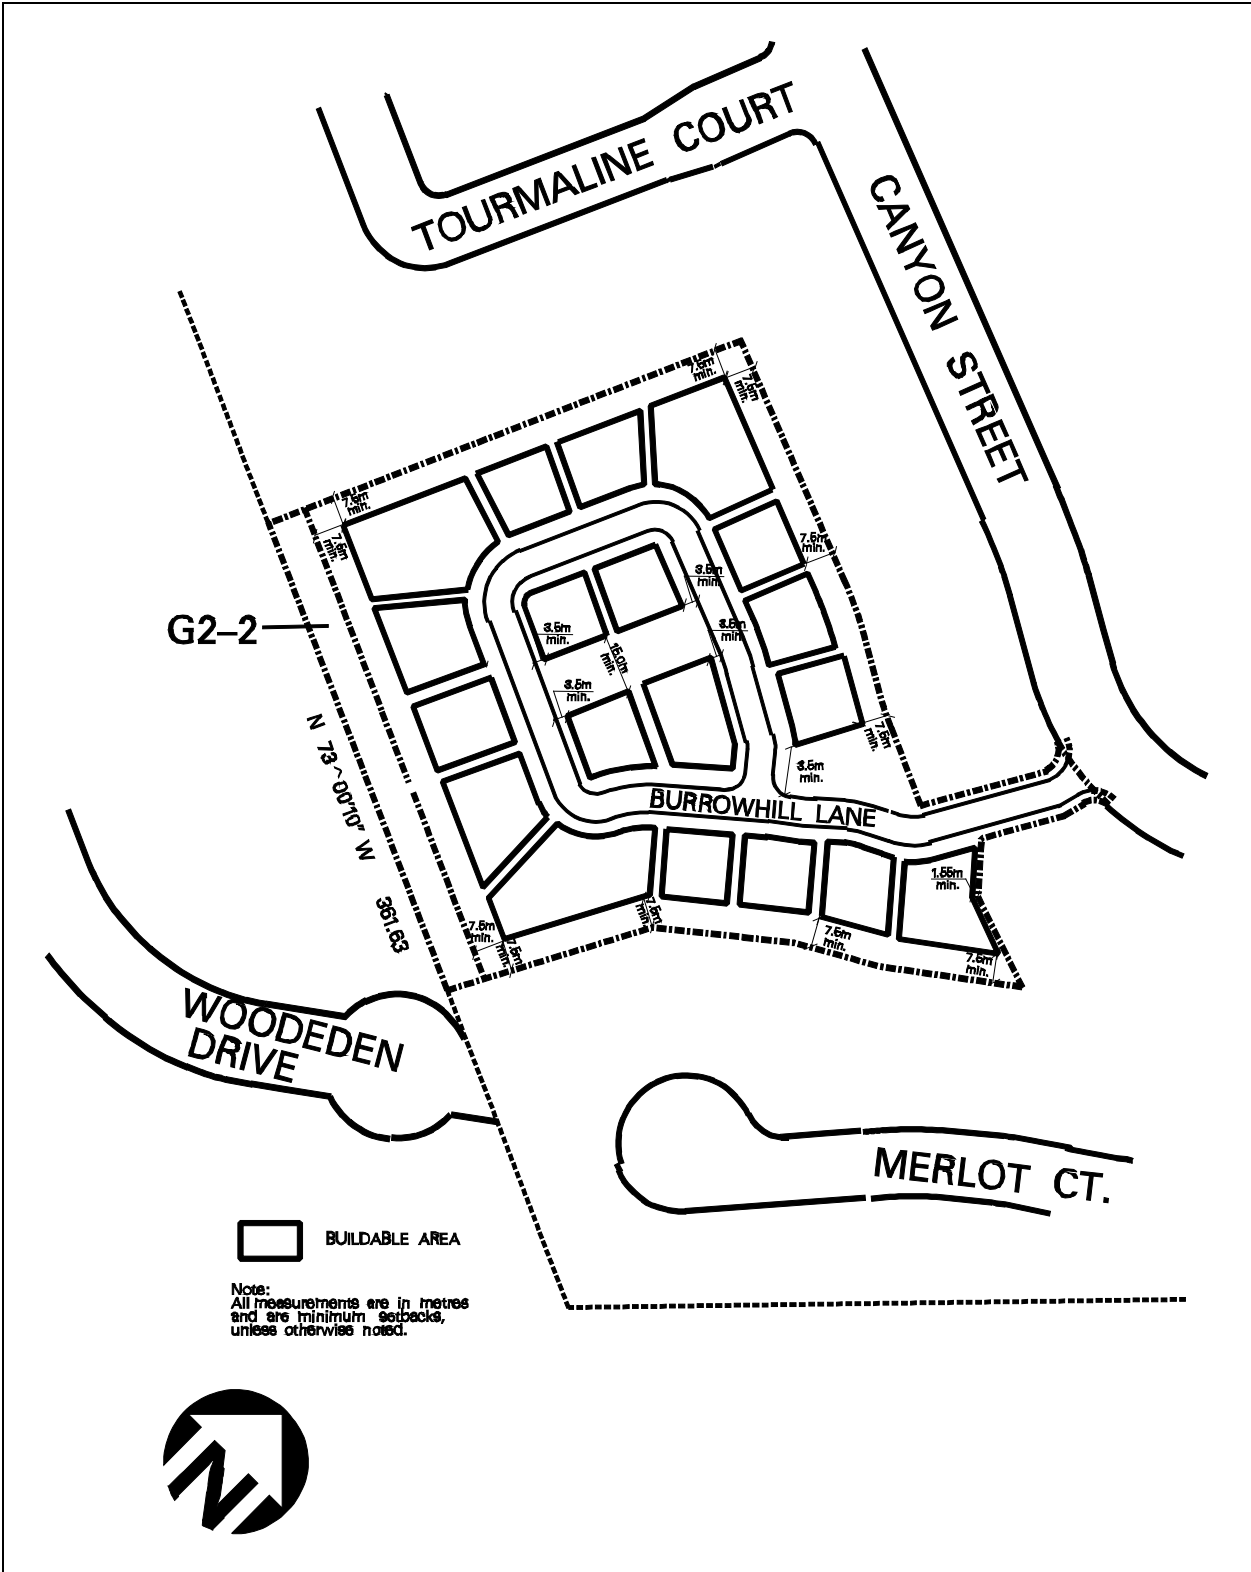 TOURMALINE COURT
CANYON STREET
7.5m
min.
7.5m
min.
7.5m
min.
7.5m
min.
7.5m
min.
3.5m
min.
3.5m
min.
3.5m
min.
15.0m
min.
3.5m
min.
G2–2
N 73^00'10" W 361.63
7.5m
min.
3.5m
min.
BURROWHILL LANE
1.55m
min.
7.5m
min.
7.5m
min.
7.5m
min.
7.5m
min.
7.5m
min.
WOODEDEN
DRIVE
MERLOT CT.
BUILDABLE AREA
Note:
All measurements are in metres
and are minimum setbacks,
unless otherwise noted.
N